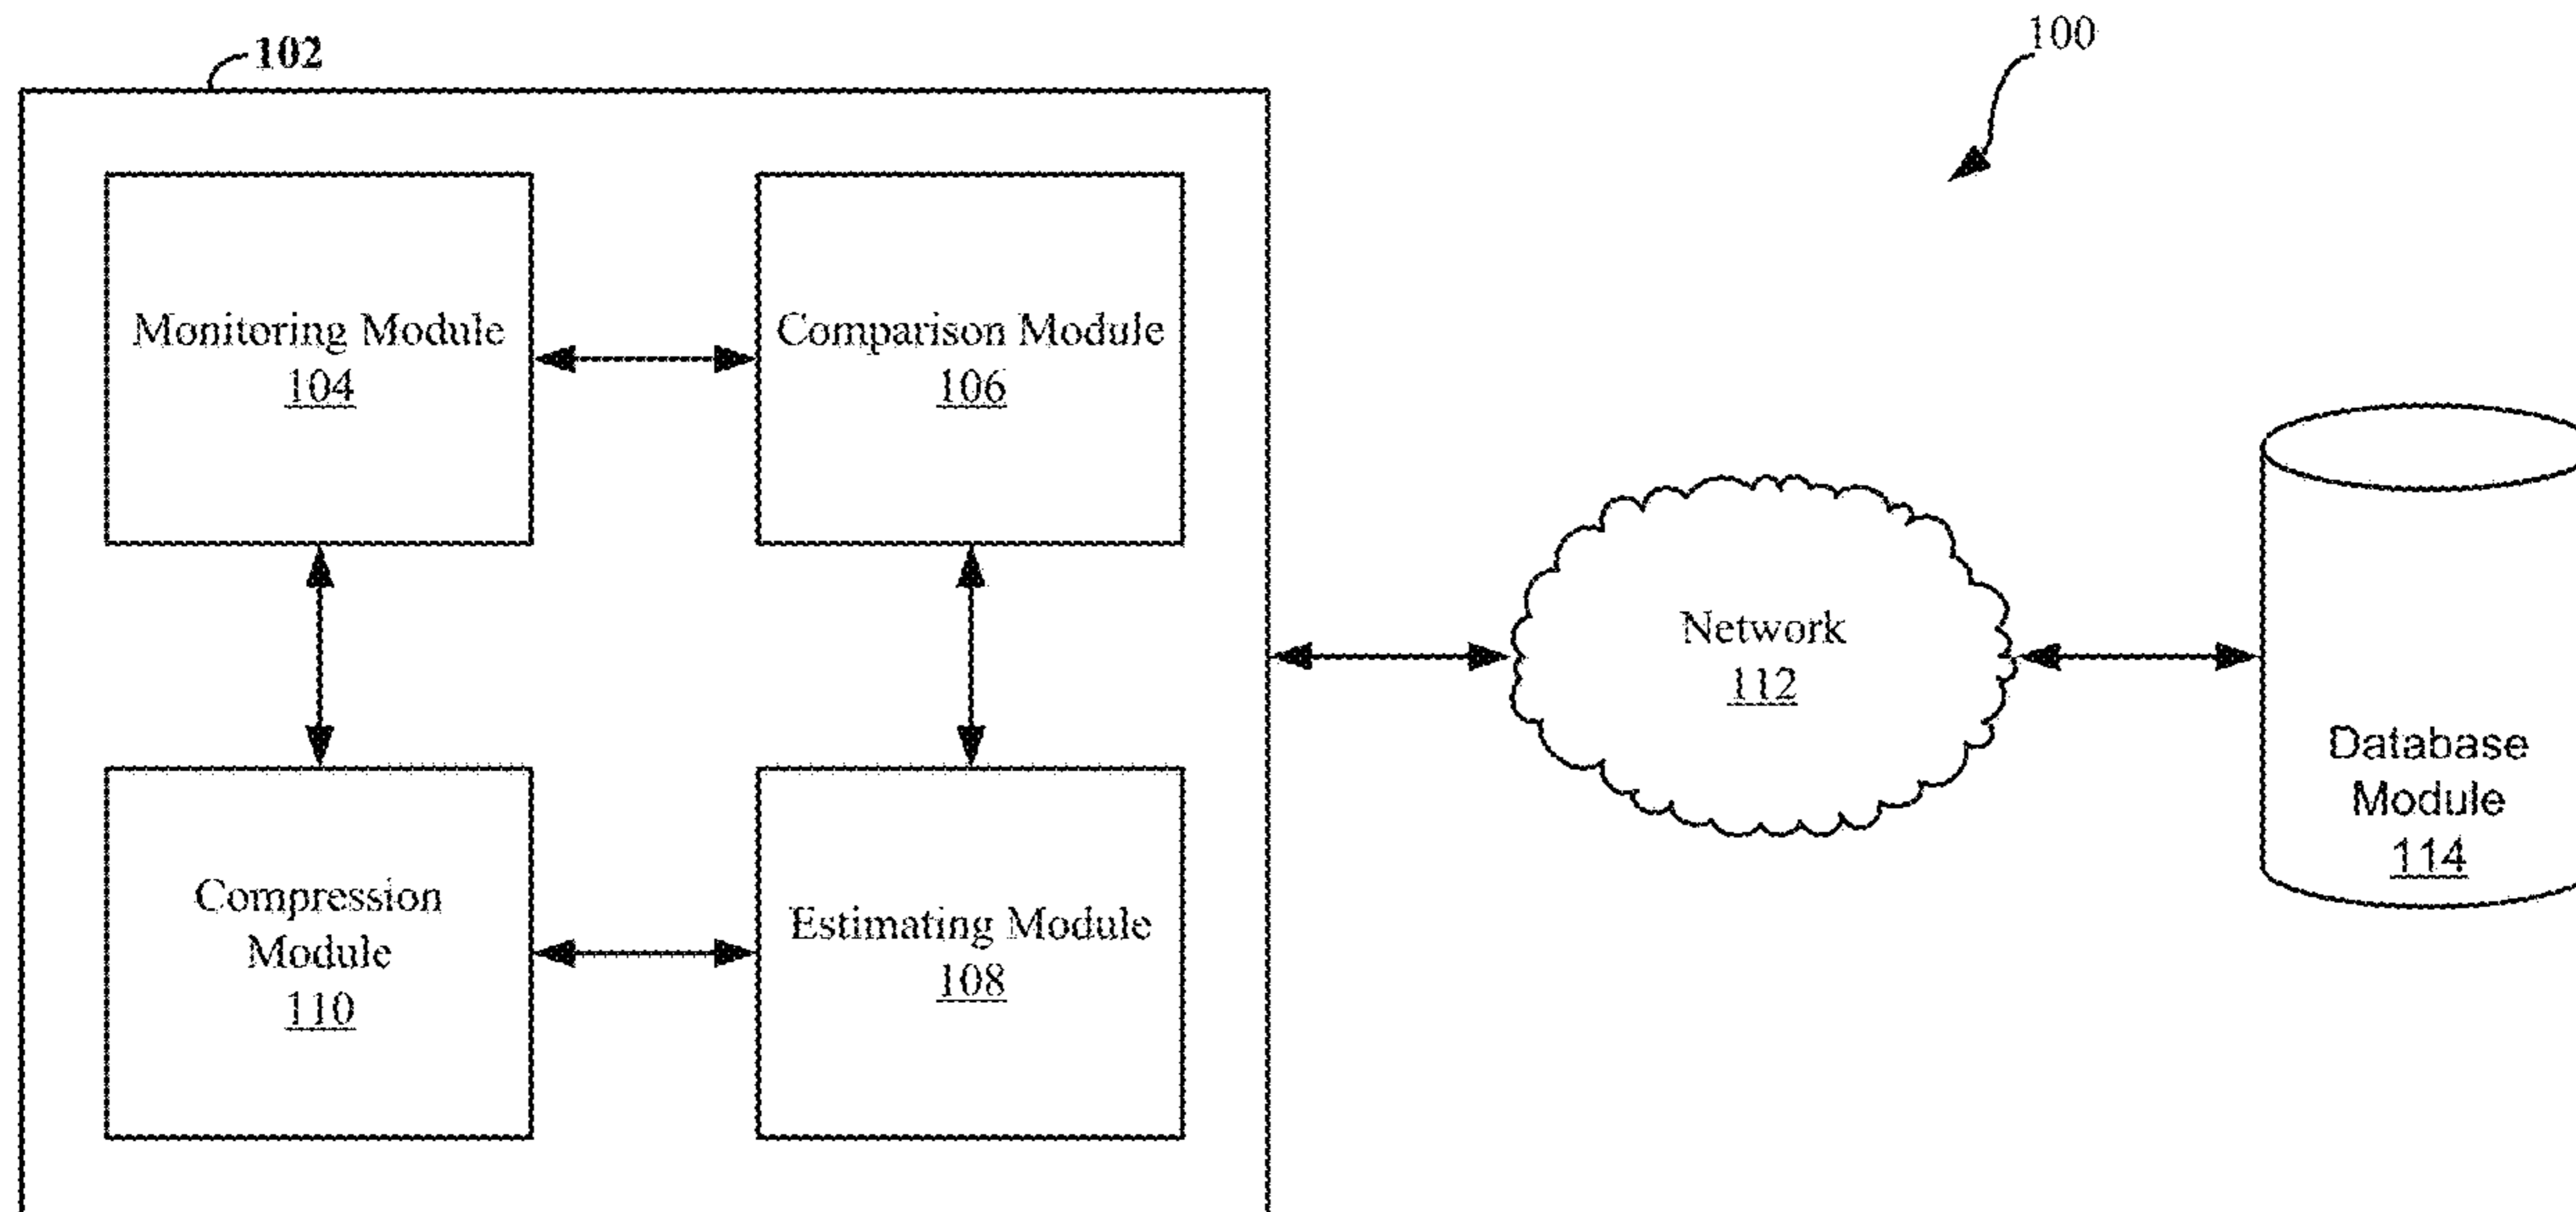 100
102
Monitoring Module
104
Comparison Module
106
Network
112
Database
Module
114
Compression
Module
110
Estimating Module
108